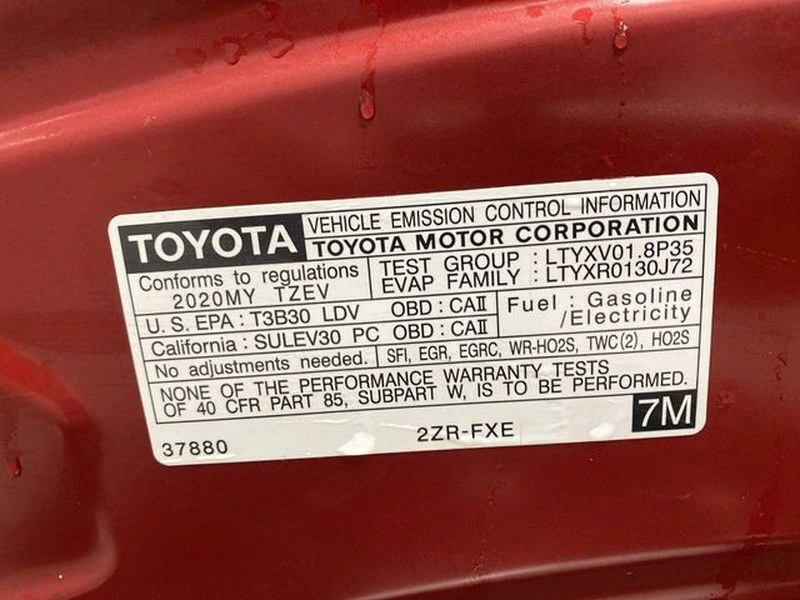 TOYOTA
VEHICLE EMISSION CONTROL INFORMATION
TOYOTA MOTOR CORPORATION
Conforms to regulations
2020MY TZEV
TEST GROUP : LTYXV01.8P35
EVAP FAMILY : LTYXR0130J72
U.S. EPA : T3B30 LDV OBD : CAII
California : SULEV30 PC OBD : CAII
Fuel : Gasoline
/Electricity
No adjustments needed.
SFI, EGR, EGRC, WR-HO2S, TWC(2), HO2S
NONE OF THE PERFORMANCE WARRANTY TESTS
OF 40 CFR PART 85, SUBPART W, IS TO BE PERFORMED.
37880
2ZR-FXE
7M